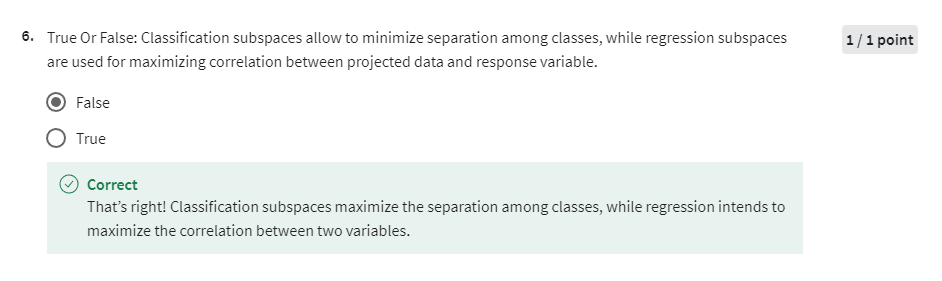 6. True Or False: Classification subspaces allow to minimize separation among classes, while regression subspaces
1 / 1 point
are used for maximizing correlation between projected data and response variable.
False
True
Correct
That's right! Classification subspaces maximize the separation among classes, while regression intends to
maximize the correlation between two variables.